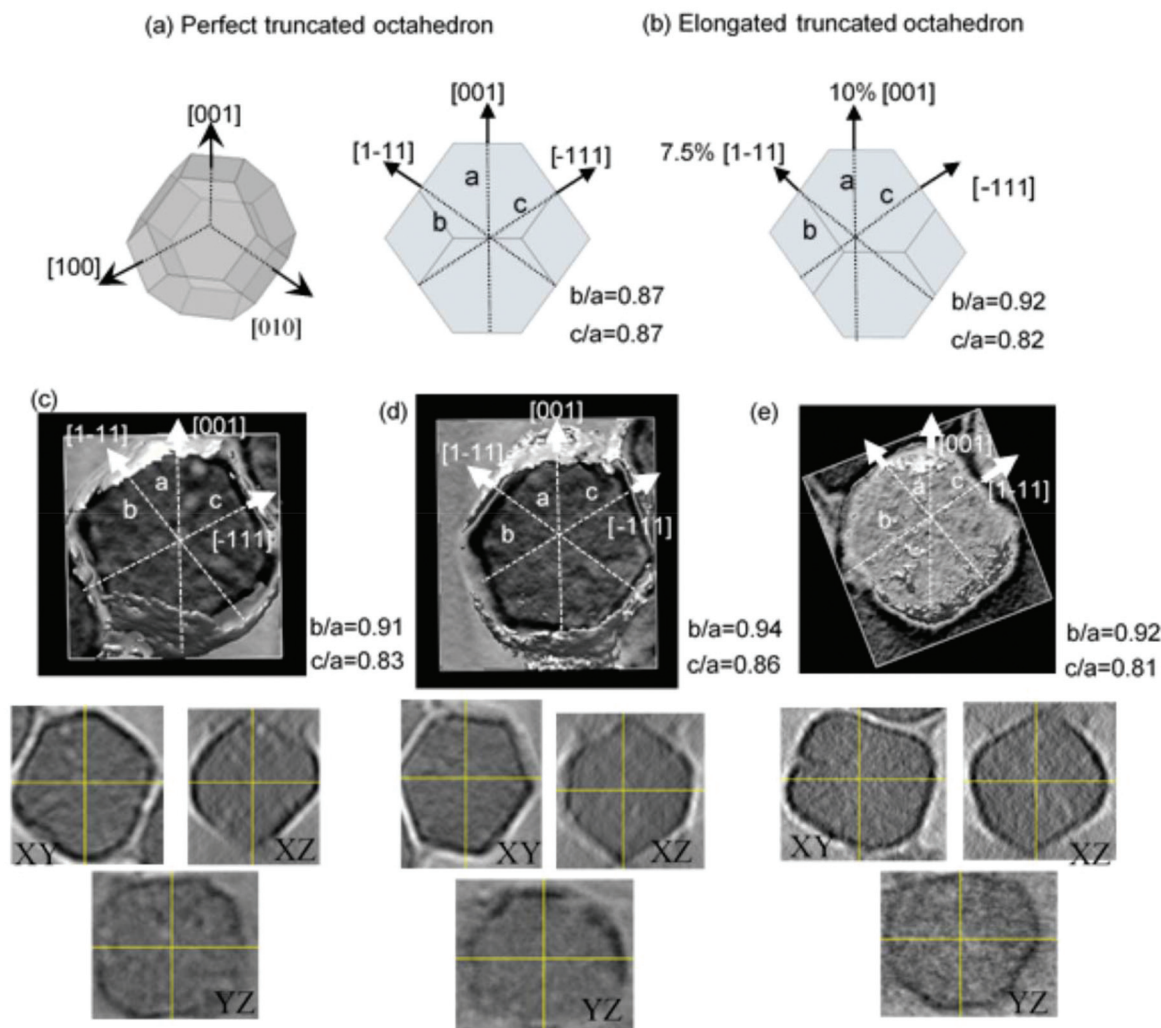 (a) Perfect truncated octahedron
(b) Elongated truncated octahedron
[001]
[100]
[010]
[001]
[1-11]
[-111]
a
b
c
b/a=0.87
c/a=0.87
10% [001]
7.5% [1-11]
[-111]
a
b
c
b/a=0.92
c/a=0.82
(c)
[1-11]
[001]
a
b
c
[-111]
b/a=0.91
c/a=0.83
(d)
[001]
[1-11]
a
b
c
[-111]
b/a=0.94
c/a=0.86
(e)
[001]
a
b
c
[1-11]
b/a=0.92
c/a=0.81
XY
XZ
YZ
XY
XZ
YZ
XY
XZ
YZ